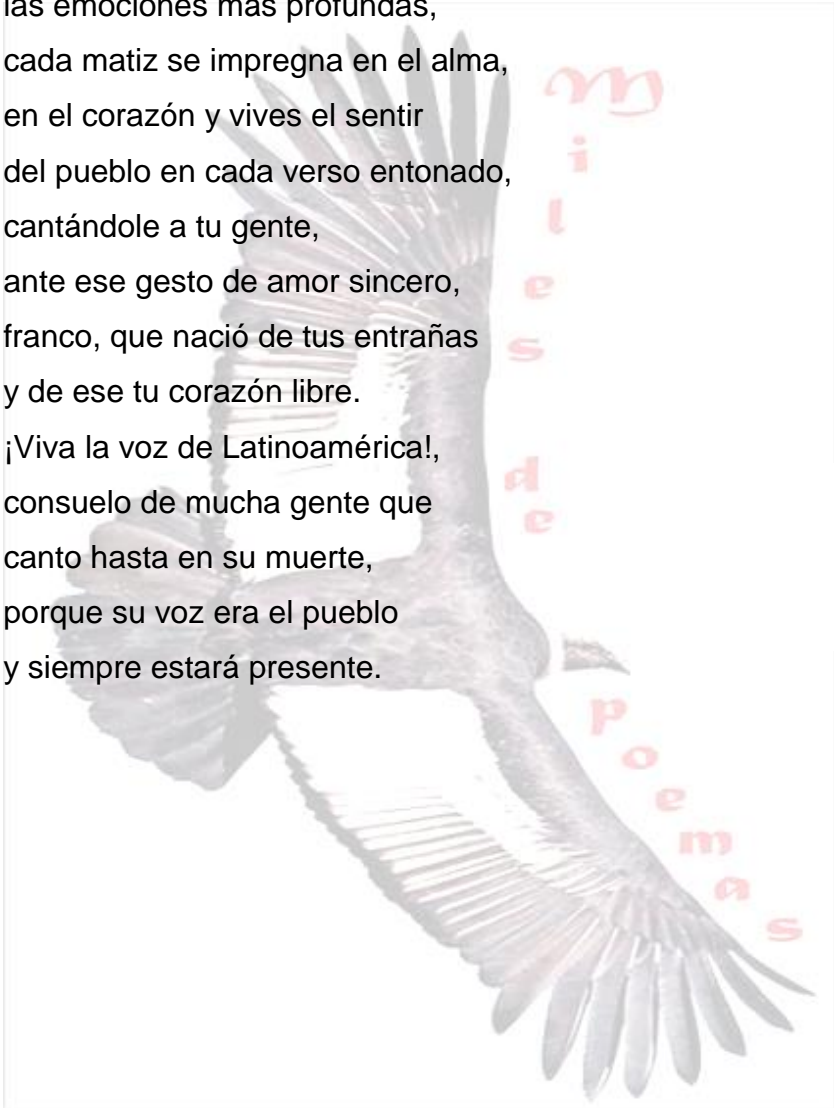 las emociones más profundas,
cada matiz se impregna en el alma,
en el corazón y vives el sentir
del pueblo en cada verso entonado,
cantándole a tu gente,
ante ese gesto de amor sincero,
franco, que nació de tus entrañas
y de ese tu corazón libre.
¡Viva la voz de Latinoamérica!,
consuelo de mucha gente que
canto hasta en su muerte,
porque su voz era el pueblo
y siempre estará presente.
Miles de poemas